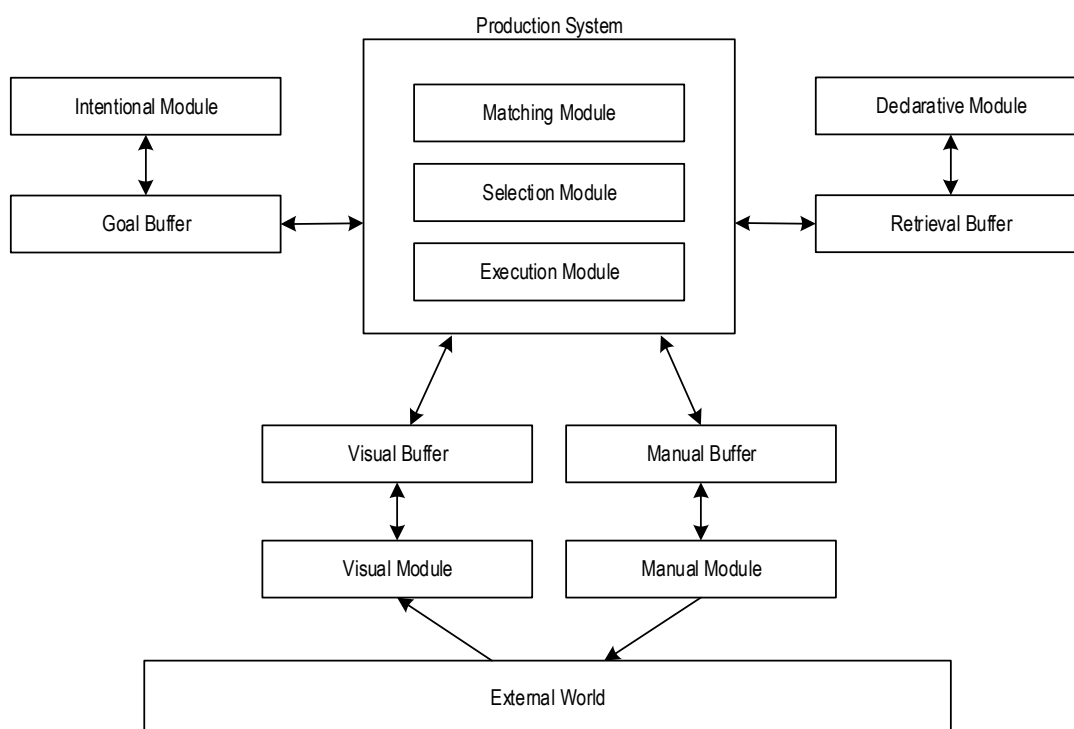 Production System
Intentional Module
Matching Module
Declarative Module
Selection Module
Goal Buffer
Retrieval Buffer
Execution Module
Visual Buffer
Manual Buffer
Visual Module
Manual Module
External World